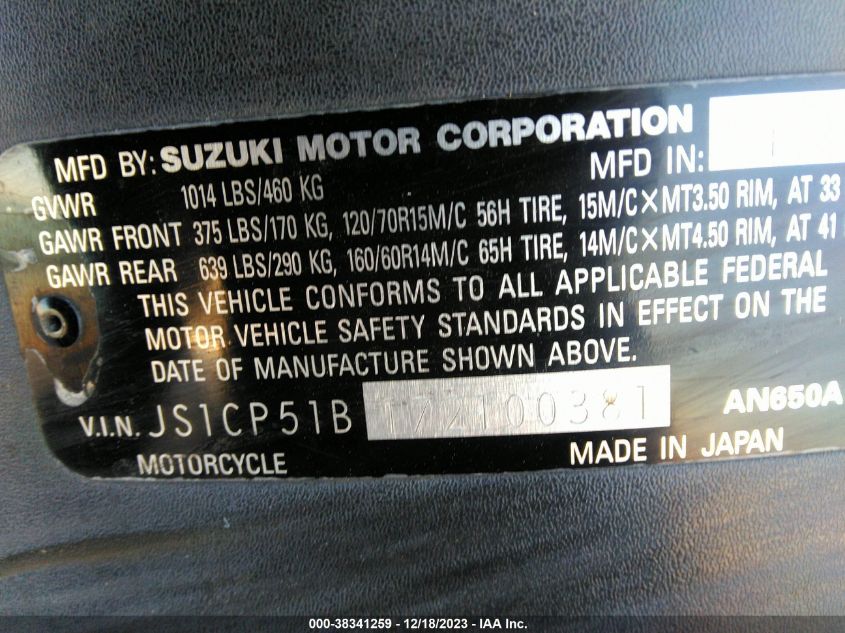 MFD BY: SUZUKI MOTOR CORPORATION MFD IN:
GVWR 1014 LBS/460 KG
GAWR FRONT 375 LBS/170 KG, 120/70R15M/C 56H TIRE, 15M/C×MT3.50 RIM, AT 33
GAWR REAR 639 LBS/290 KG, 160/60R14M/C 65H TIRE, 14M/C×MT4.50 RIM, AT 41
THIS VEHICLE CONFORMS TO ALL APPLICABLE FEDERAL
MOTOR VEHICLE SAFETY STANDARDS IN EFFECT ON THE
DATE OF MANUFACTURE SHOWN ABOVE.
V.I.N. JS1CP51B 172100381 AN650A
MOTORCYCLE MADE IN JAPAN
000-38341259 - 12/18/2023 - IAA Inc.